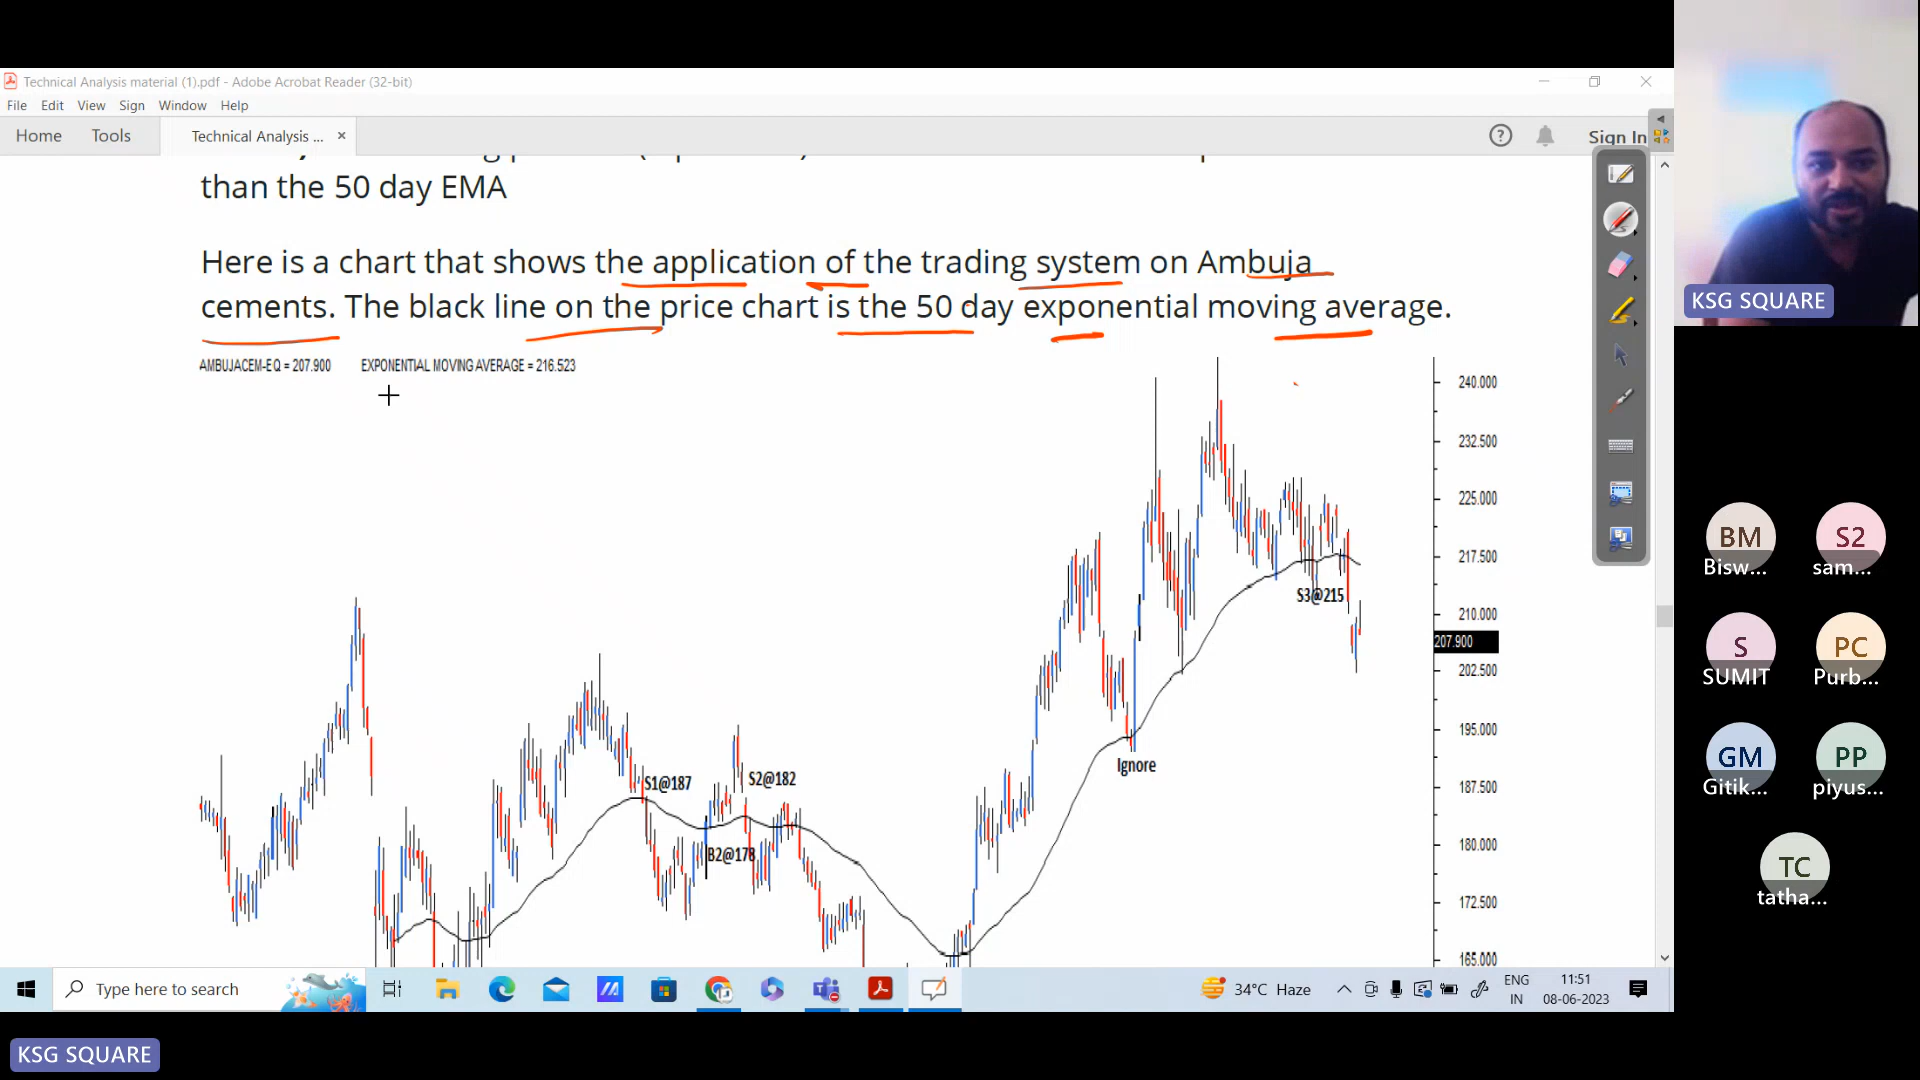 Technical Analysis material (1).pdf - Adobe Acrobat Reader (32-bit)
File Edit View Sign Window Help
Home Tools Technical Analysis ... × Sign In
than the 50 day EMA
Here is a chart that shows the application of the trading system on Ambuja
cements. The black line on the price chart is the 50 day exponential moving average.
AMBUJACEM-EQ = 207.900 EXPONENTIAL MOVING AVERAGE = 216.523
240.000
232.500
225.000
217.500
S3@215
210.000
207.900
202.500
195.000
Ignore
S1@187
S2@182
187.500
B2@178
180.000
172.500
165.000
Type here to search
34°C Haze
ENG
IN
11:51
08-06-2023
KSG SQUARE
BM
Bisw...
S2
sam...
S
SUMIT
PC
Purb...
GM
Gitik...
PP
piyus...
TC
tatha...
KSG SQUARE